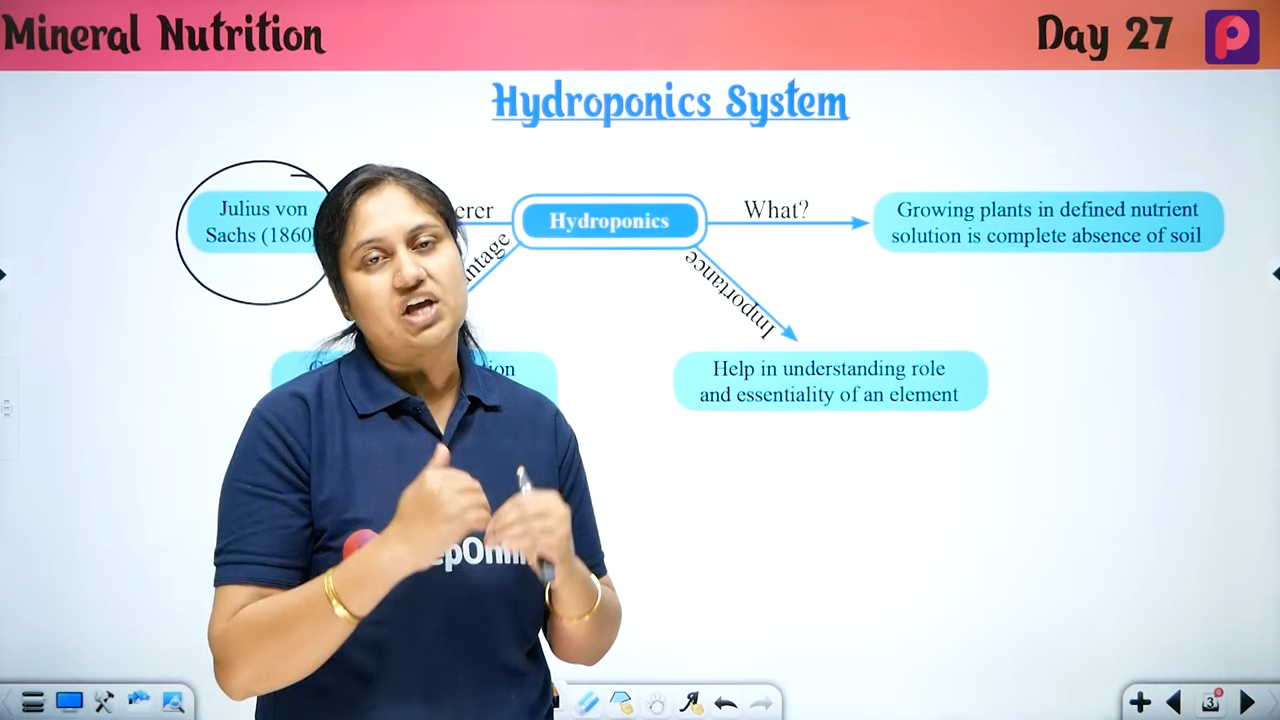 Mineral Nutrition
Day 27
Hydroponics System
Julius von
Sachs (1860
Hydroponics
What?
Growing plants in defined nutrient
solution is complete absence of soil
Importance
Help in understanding role
and essentiality of an element
3